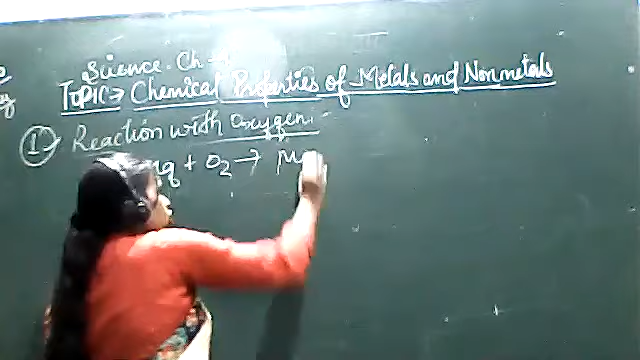 Science. Ch-
TOPIC→ Chemical Properties of Metals and Nonmetals
① Reaction with Oxygen:-
+ O₂ → M